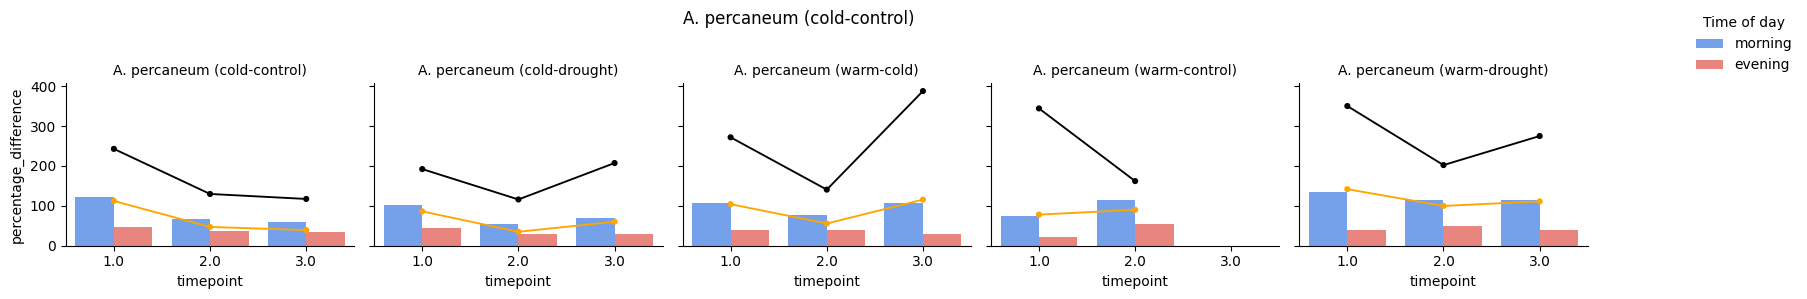 A. percaneum (cold-control)
Time of day
morning
evening
A. percaneum (cold-control)
A. percaneum (cold-drought)
A. percaneum (warm-cold)
A. percaneum (warm-control)
A. percaneum (warm-drought)
percentage_difference
400
300
200
100
0
1.0 2.0 3.0
1.0 2.0 3.0
1.0 2.0 3.0
1.0 2.0 3.0
1.0 2.0 3.0
timepoint
timepoint
timepoint
timepoint
timepoint